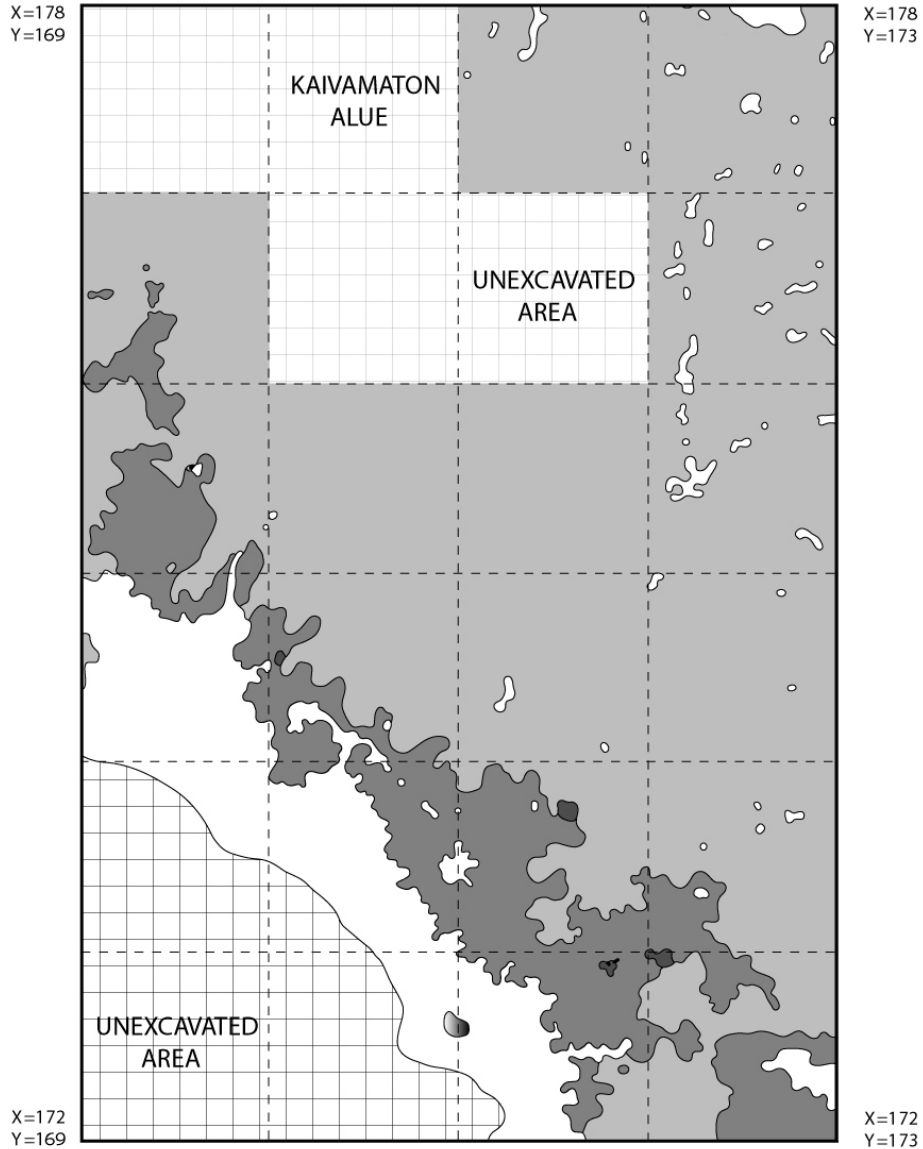 X=178
Y=169
X=178
Y=173
KAIVAMATON
ALUE
UNEXCAVATED
AREA
UNEXCAVATED
AREA
X=172
Y=169
X=172
Y=173